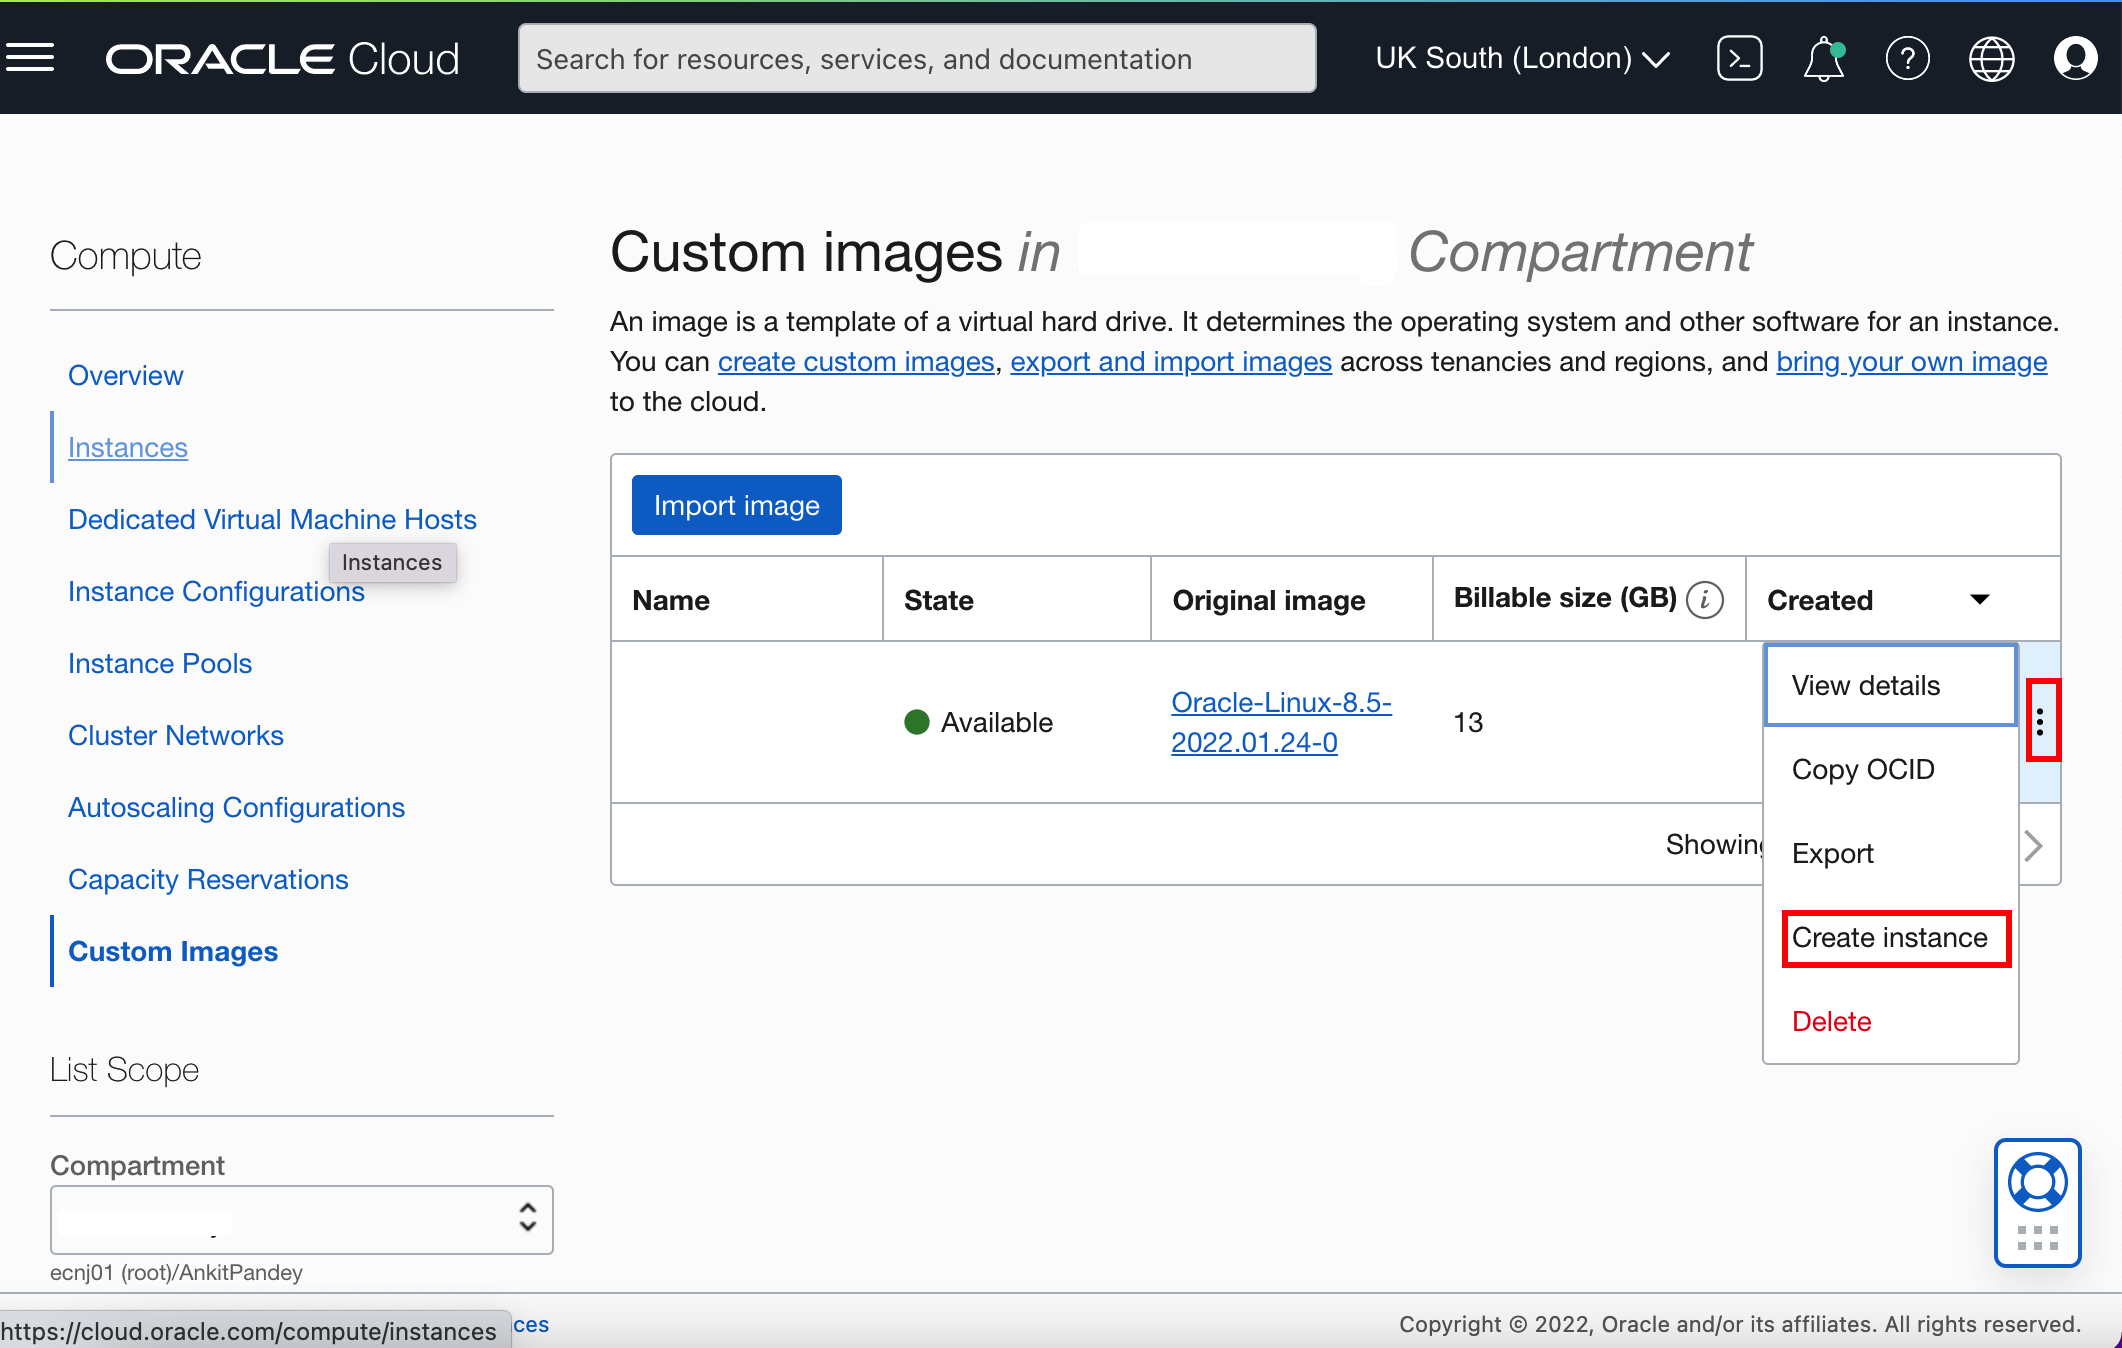 ORACLE Cloud
Search for resources, services, and documentation
UK South (London)
Compute
Overview
Instances
Dedicated Virtual Machine Hosts
Instances
Instance Configurations
Instance Pools
Cluster Networks
Autoscaling Configurations
Capacity Reservations
Custom Images
List Scope
Compartment
ecnj01 (root)/AnkitPandey
Custom images in Compartment
An image is a template of a virtual hard drive. It determines the operating system and other software for an instance.
You can create custom images, export and import images across tenancies and regions, and bring your own image
to the cloud.
Import image
Name State Original image Billable size (GB) i Created
Available Oracle-Linux-8.5-
2022.01.24-0 13
Showing
View details
Copy OCID
Export
Create instance
Delete
https://cloud.oracle.com/compute/instances
ces
Copyright © 2022, Oracle and/or its affiliates. All rights reserved.